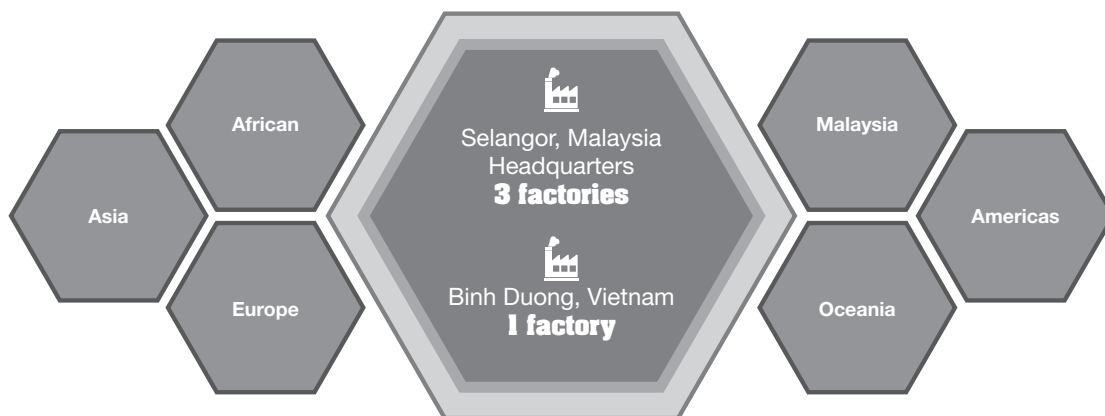 Asia
African
Europe
Selangor, Malaysia
Headquarters
3 factories
Binh Duong, Vietnam
1 factory
Malaysia
Oceania
Americas